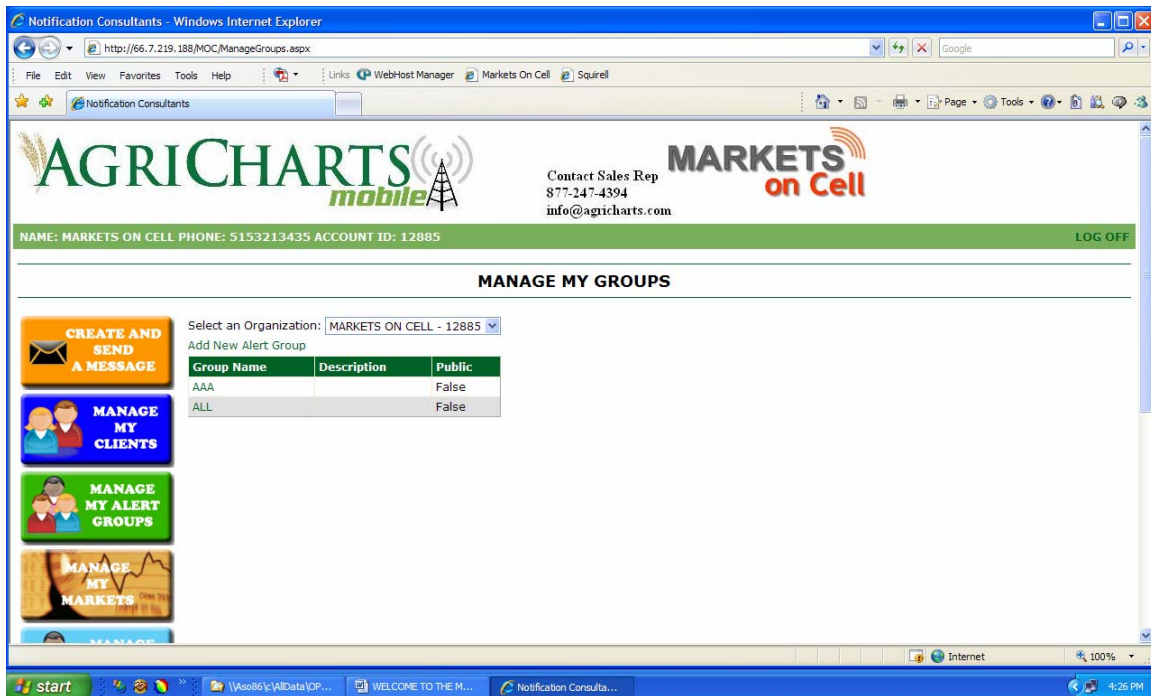 Notification Consultants - Windows Internet Explorer
http://66.7.219.188/MOC/ManageGroups.aspx
Google
File Edit View Favorites Tools Help
Links WebHost Manager Markets On Cell Squirell
Notification Consultants
Page Tools
AGRICHARTS
mobile
Contact Sales Rep
877-247-4394
info@agricharts.com
MARKETS
on Cell
NAME: MARKETS ON CELL PHONE: 5153213435 ACCOUNT ID: 12885
LOG OFF
MANAGE MY GROUPS
CREATE AND
SEND
A MESSAGE
MANAGE
MY
CLIENTS
MANAGE
MY ALERT
GROUPS
MANAGE
MY
MARKETS
MANAGE
Select an Organization: MARKETS ON CELL - 12885
Add New Alert Group
Group Name Description Public
AAA False
ALL False
Internet
100%
start
\\Aso86\c\AllData\OP...
WELCOME TO THE M...
Notification Consulta...
4:26 PM